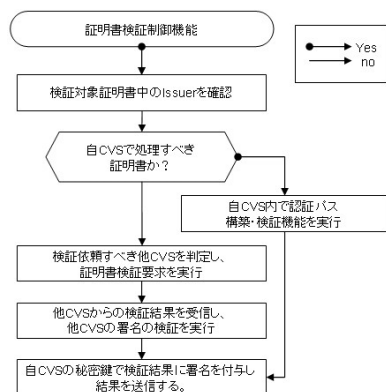 証明書検証制御機能
Yes
no
検証対象証明書中のIssuerを確認
自CVSで処理すべき
証明書か？
自CVS内で認証パス
構築・検証機能を実行
検証依頼すべき他CVSを判定し、
証明書検証要求を実行
他CVSからの検証結果を受信し、
他CVSの署名の検証を実行
自CVSの秘密鍵で検証結果に署名を付与し
結果を送信する。